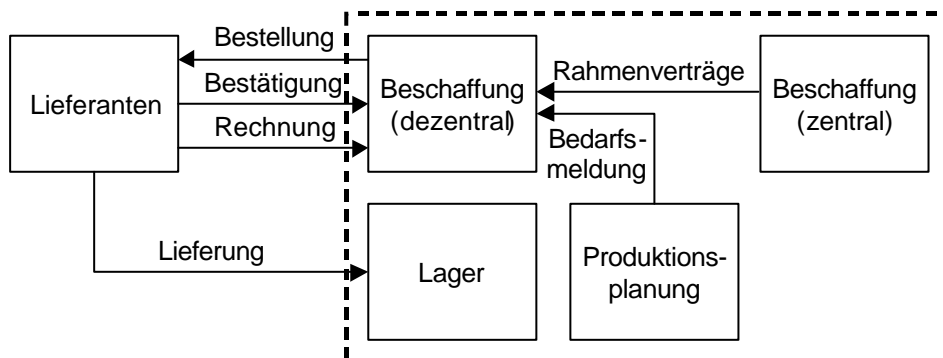 Bestellung
Lieferanten
Bestätigung
Rechnung
Beschaffung
(dezentral)
Rahmenverträge
Beschaffung
(zentral)
Bedarfs-
meldung
Lieferung
Lager
Produktions-
planung